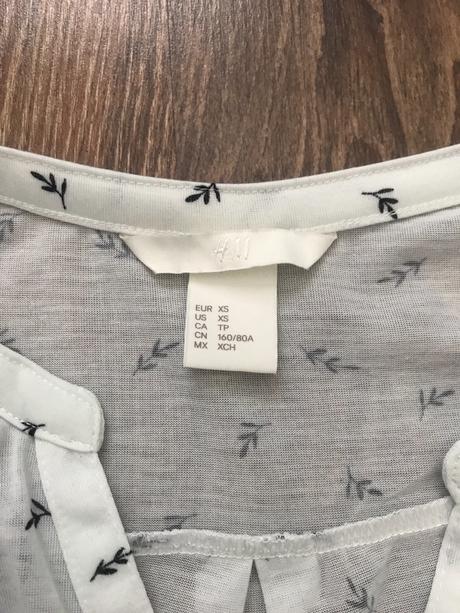 H&M
EUR XS
US XS
CA TP
CN 160/80A
MX XCH